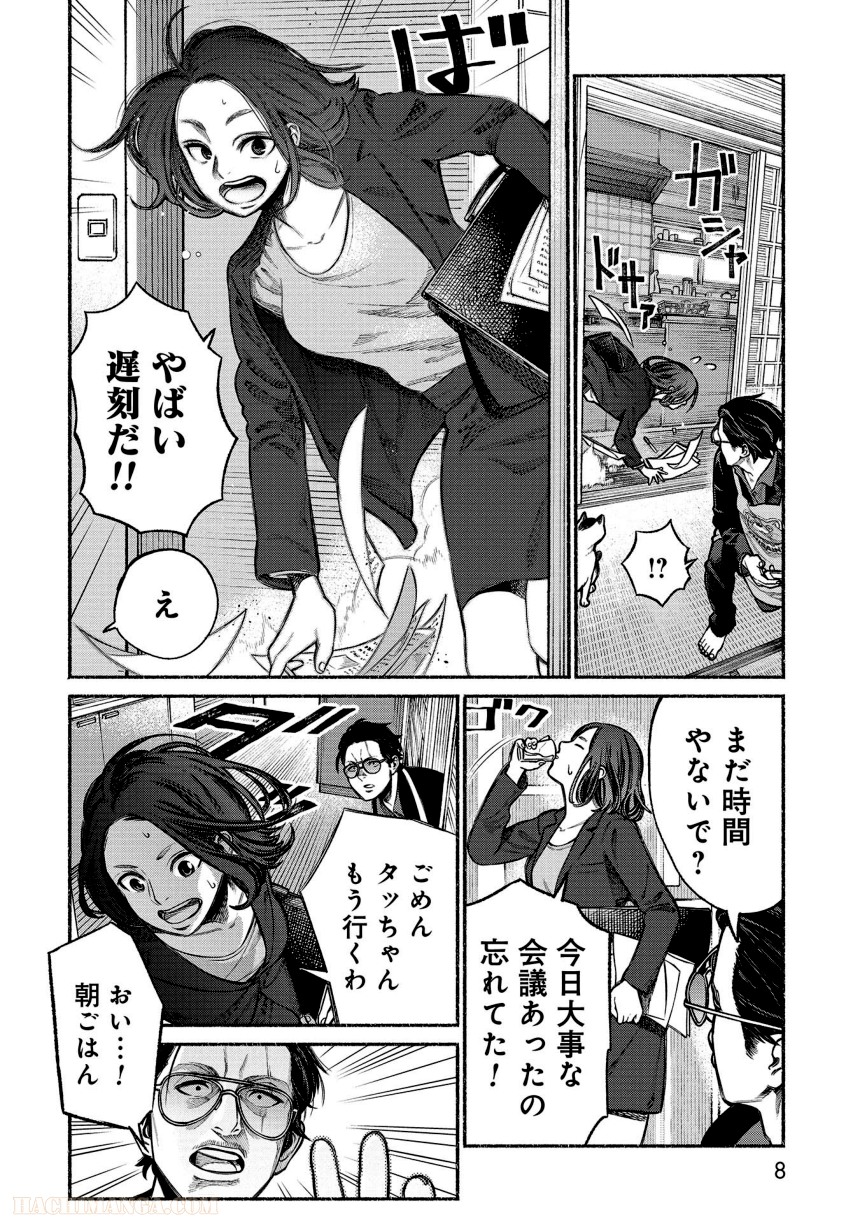 ガシャ
ドサァ
!?
ば
やばい
遅刻だ!!
え
まだ時間
やないで?
ゴク
今日大事な
会議あったの
忘れてた!
ごめん
タッちゃん
もう行くわ
おい…!
朝ごはん
8
HACHIMANGA.COM